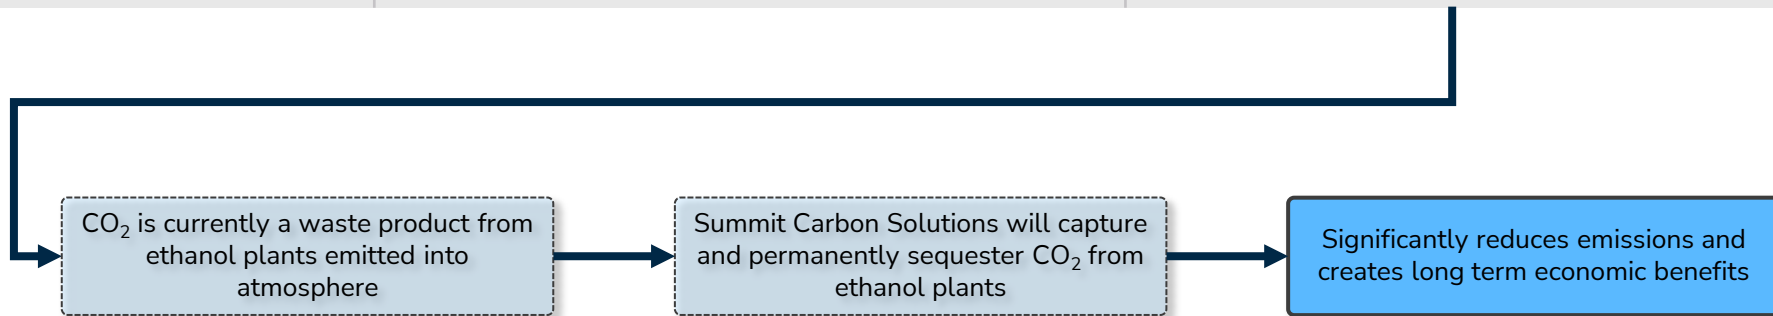 CO₂ is currently a waste product from
ethanol plants emitted into
atmosphere
Summit Carbon Solutions will capture
and permanently sequester CO₂ from
ethanol plants
Significantly reduces emissions and
creates long term economic benefits